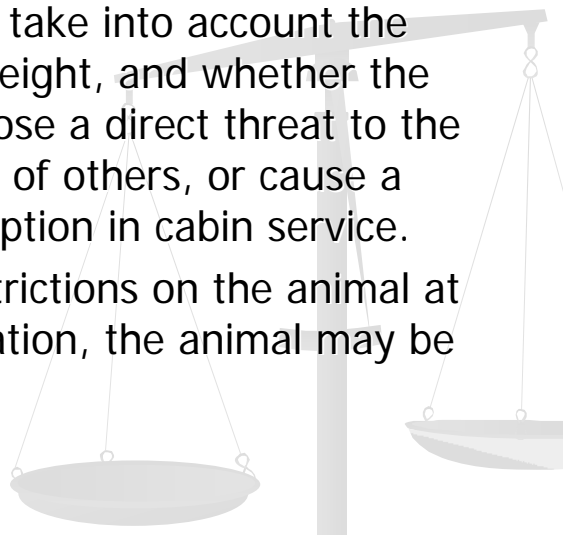 take into account the
eight, and whether the
ose a direct threat to the
of others, or cause a
ption in cabin service.
trictions on the animal at
ation, the animal may be